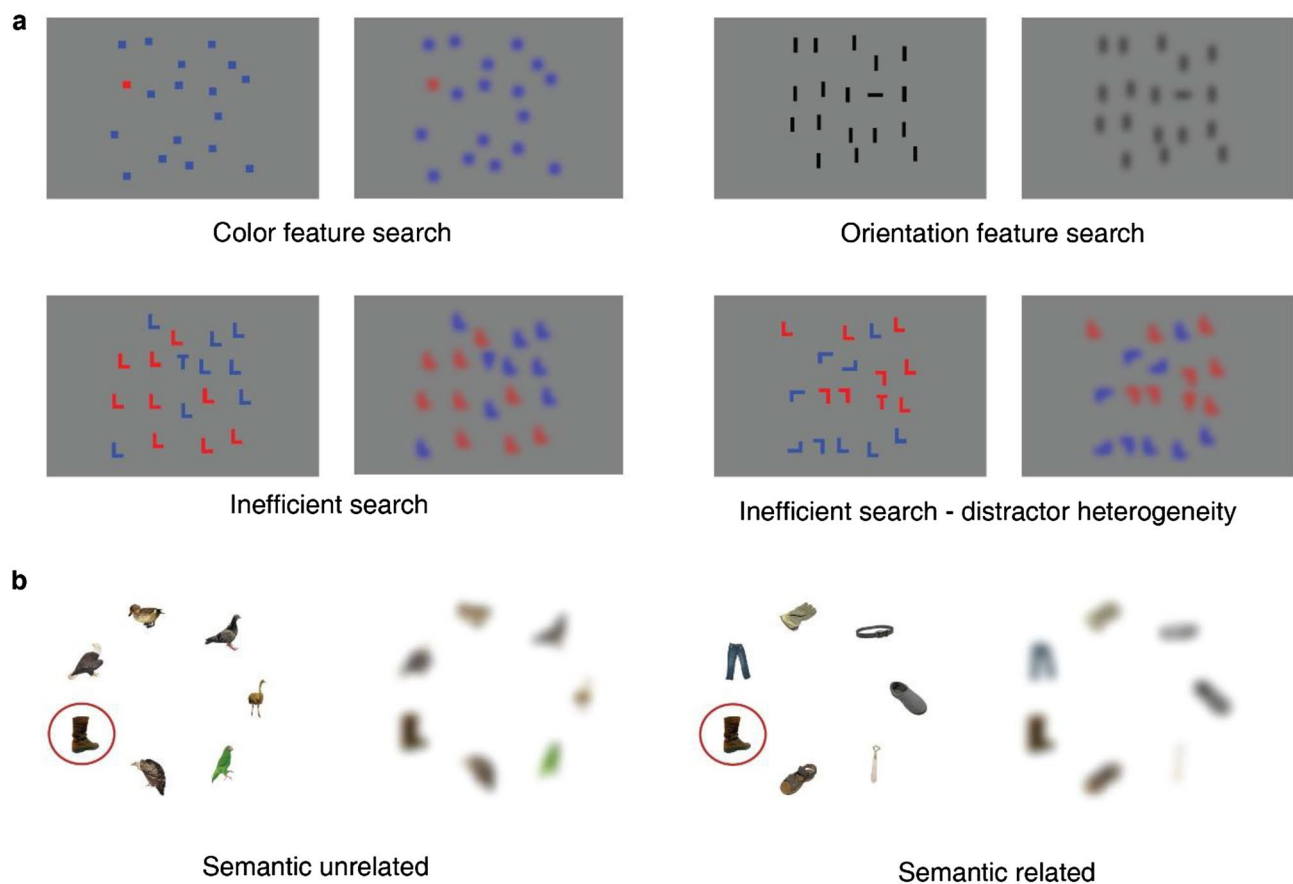 a
Color feature search
Orientation feature search
Inefficient search
Inefficient search - distractor heterogeneity
b
Semantic unrelated
Semantic related